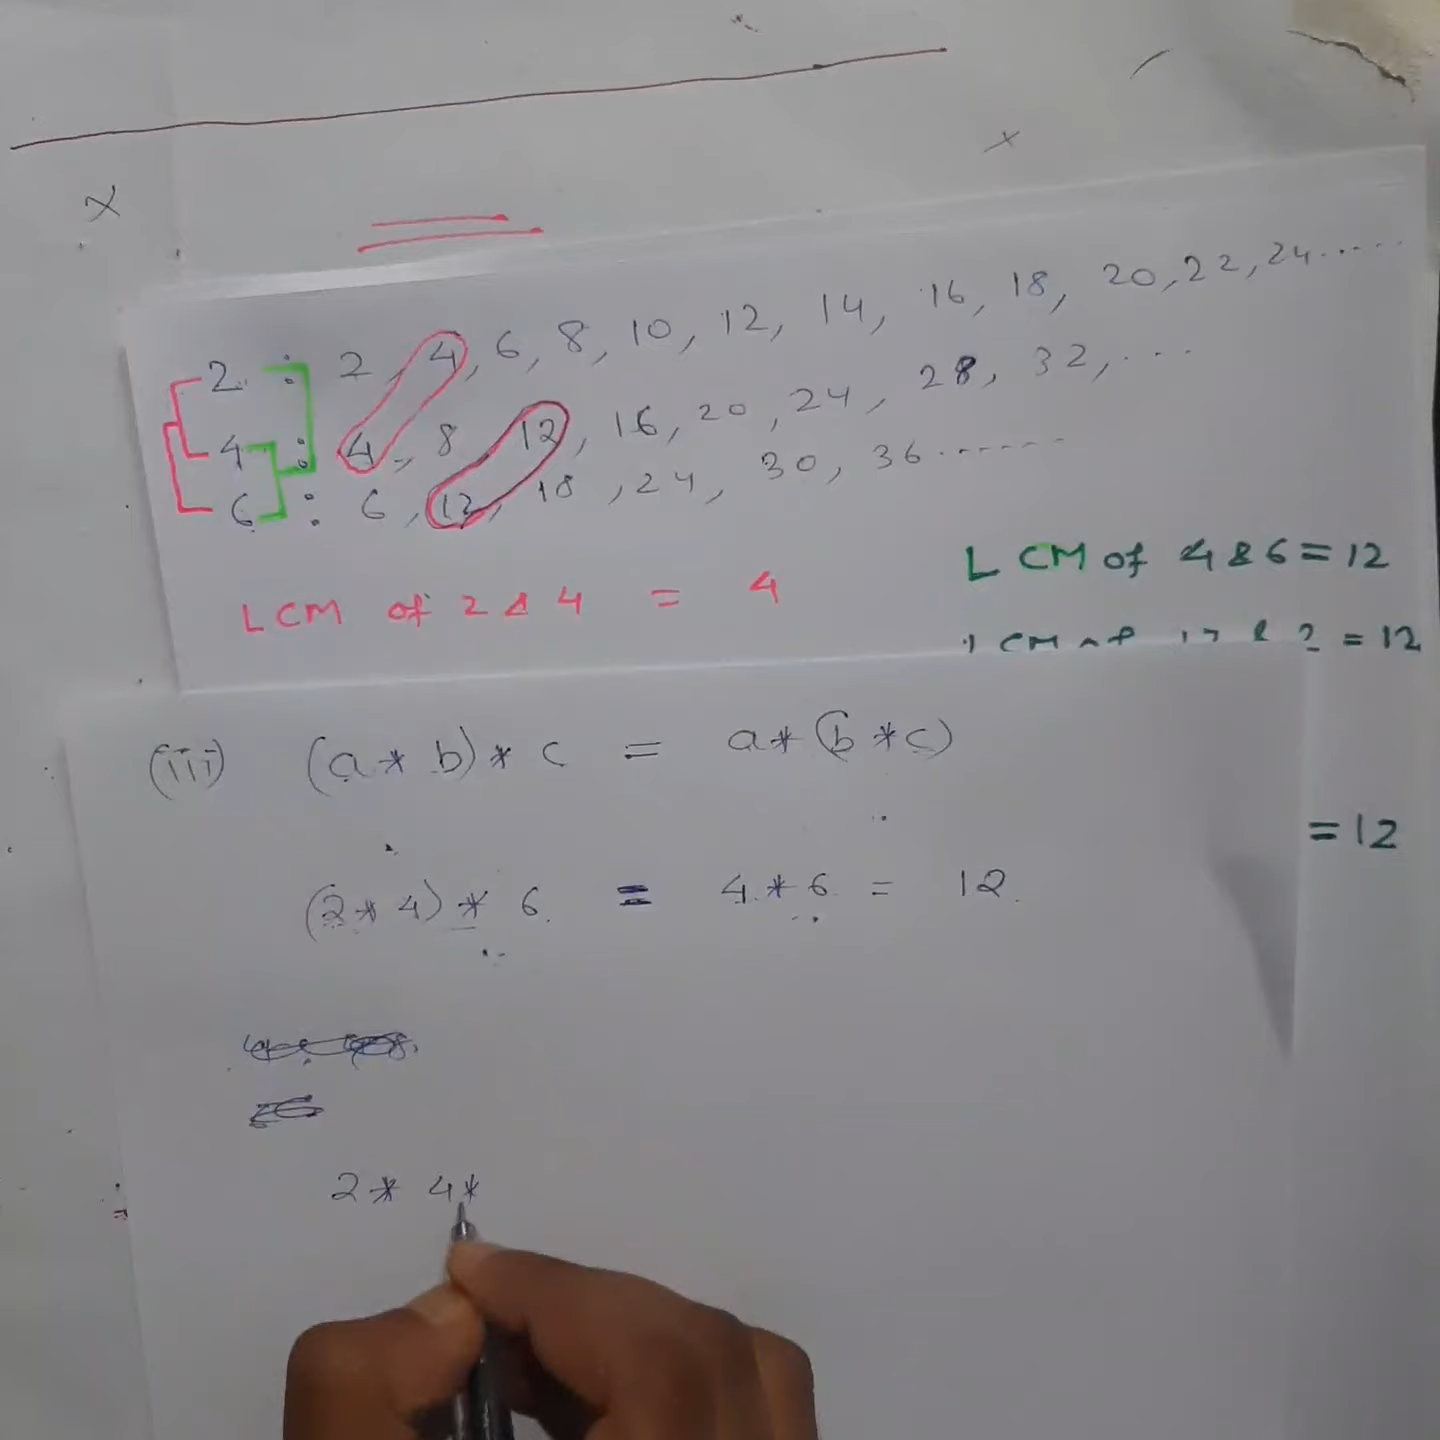 2 : 2, 4, 6, 8, 10, 12, 14, 16, 18, 20, 22, 24.....
4 : 4, 8, 12, 16, 20, 24, 28, 32, ...
6 : 6, 12, 18, 24, 30, 36......
LCM of 4 & 6 = 12
LCM of 2 & 4 = 4
= 12
(iii) (a * b) * c = a * (b * c)
= 12
(2 * 4) * 6 = 4 * 6 = 12
2 * 4 *